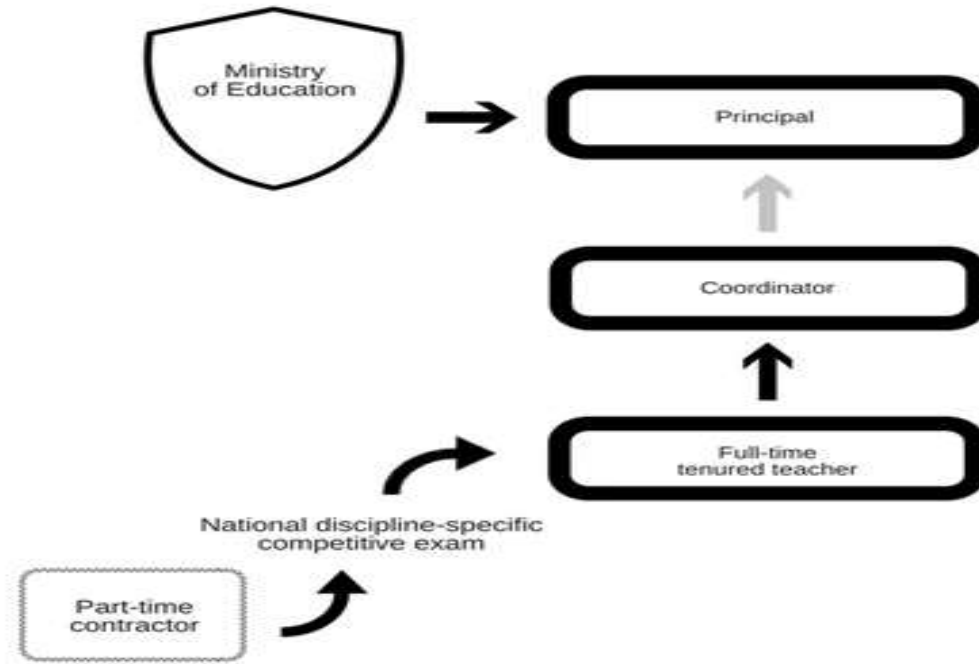 Ministry
of Education
Principal
Coordinator
Full-time
tenured teacher
National discipline-specific
competitive exam
Part-time
contractor